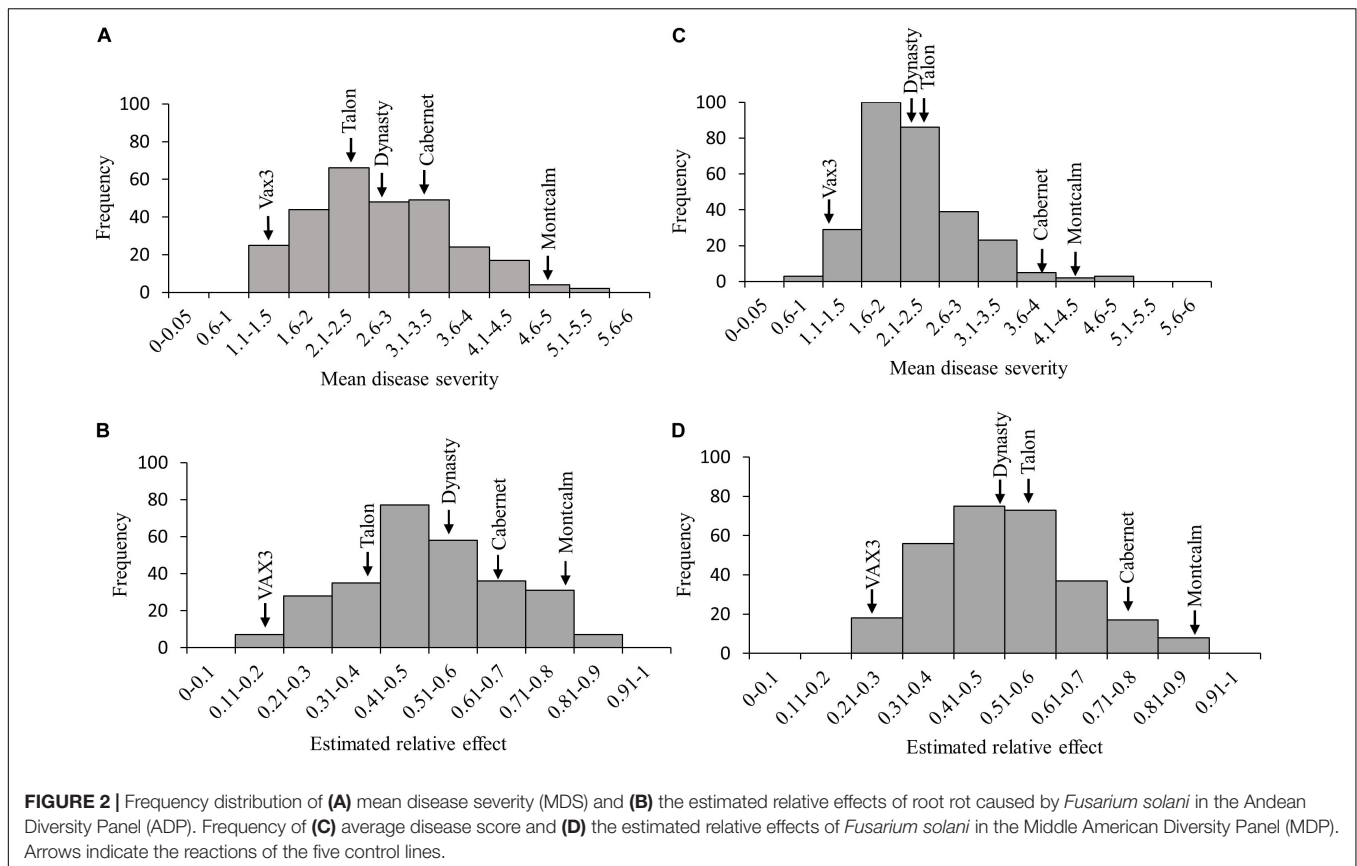 A
Frequency
100
80
60
40
20
0
Vax3
Talon
Dynasty
Cabernet
Montcalm
0-0.05
0.6-1
1.1-1.5
1.6-2
2.1-2.5
2.6-3
3.1-3.5
3.6-4
4.1-4.5
4.6-5
5.1-5.5
5.6-6
Mean disease severity
C
Frequency
100
80
60
40
20
0
Vax3
Dynasty
Talon
Cabernet
Montcalm
0-0.05
0.6-1
1.1-1.5
1.6-2
2.1-2.5
2.6-3
3.1-3.5
3.6-4
4.1-4.5
4.6-5
5.1-5.5
5.6-6
Mean disease severity
B
Frequency
100
80
60
40
20
0
VAX3
Talon
Dynasty
Cabernet
Montcalm
0-0.1
0.11-0.2
0.21-0.3
0.31-0.4
0.41-0.5
0.51-0.6
0.61-0.7
0.71-0.8
0.81-0.9
0.91-1
Estimated relative effect
D
Frequency
100
80
60
40
20
0
VAX3
Dynasty
Talon
Cabernet
Montcalm
0-0.1
0.11-0.2
0.21-0.3
0.31-0.4
0.41-0.5
0.51-0.6
0.61-0.7
0.71-0.8
0.81-0.9
0.91-1
Estimated relative effect
FIGURE 2 | Frequency distribution of (A) mean disease severity (MDS) and (B) the estimated relative effects of root rot caused by Fusarium solani in the Andean
Diversity Panel (ADP). Frequency of (C) average disease score and (D) the estimated relative effects of Fusarium solani in the Middle American Diversity Panel (MDP).
Arrows indicate the reactions of the five control lines.